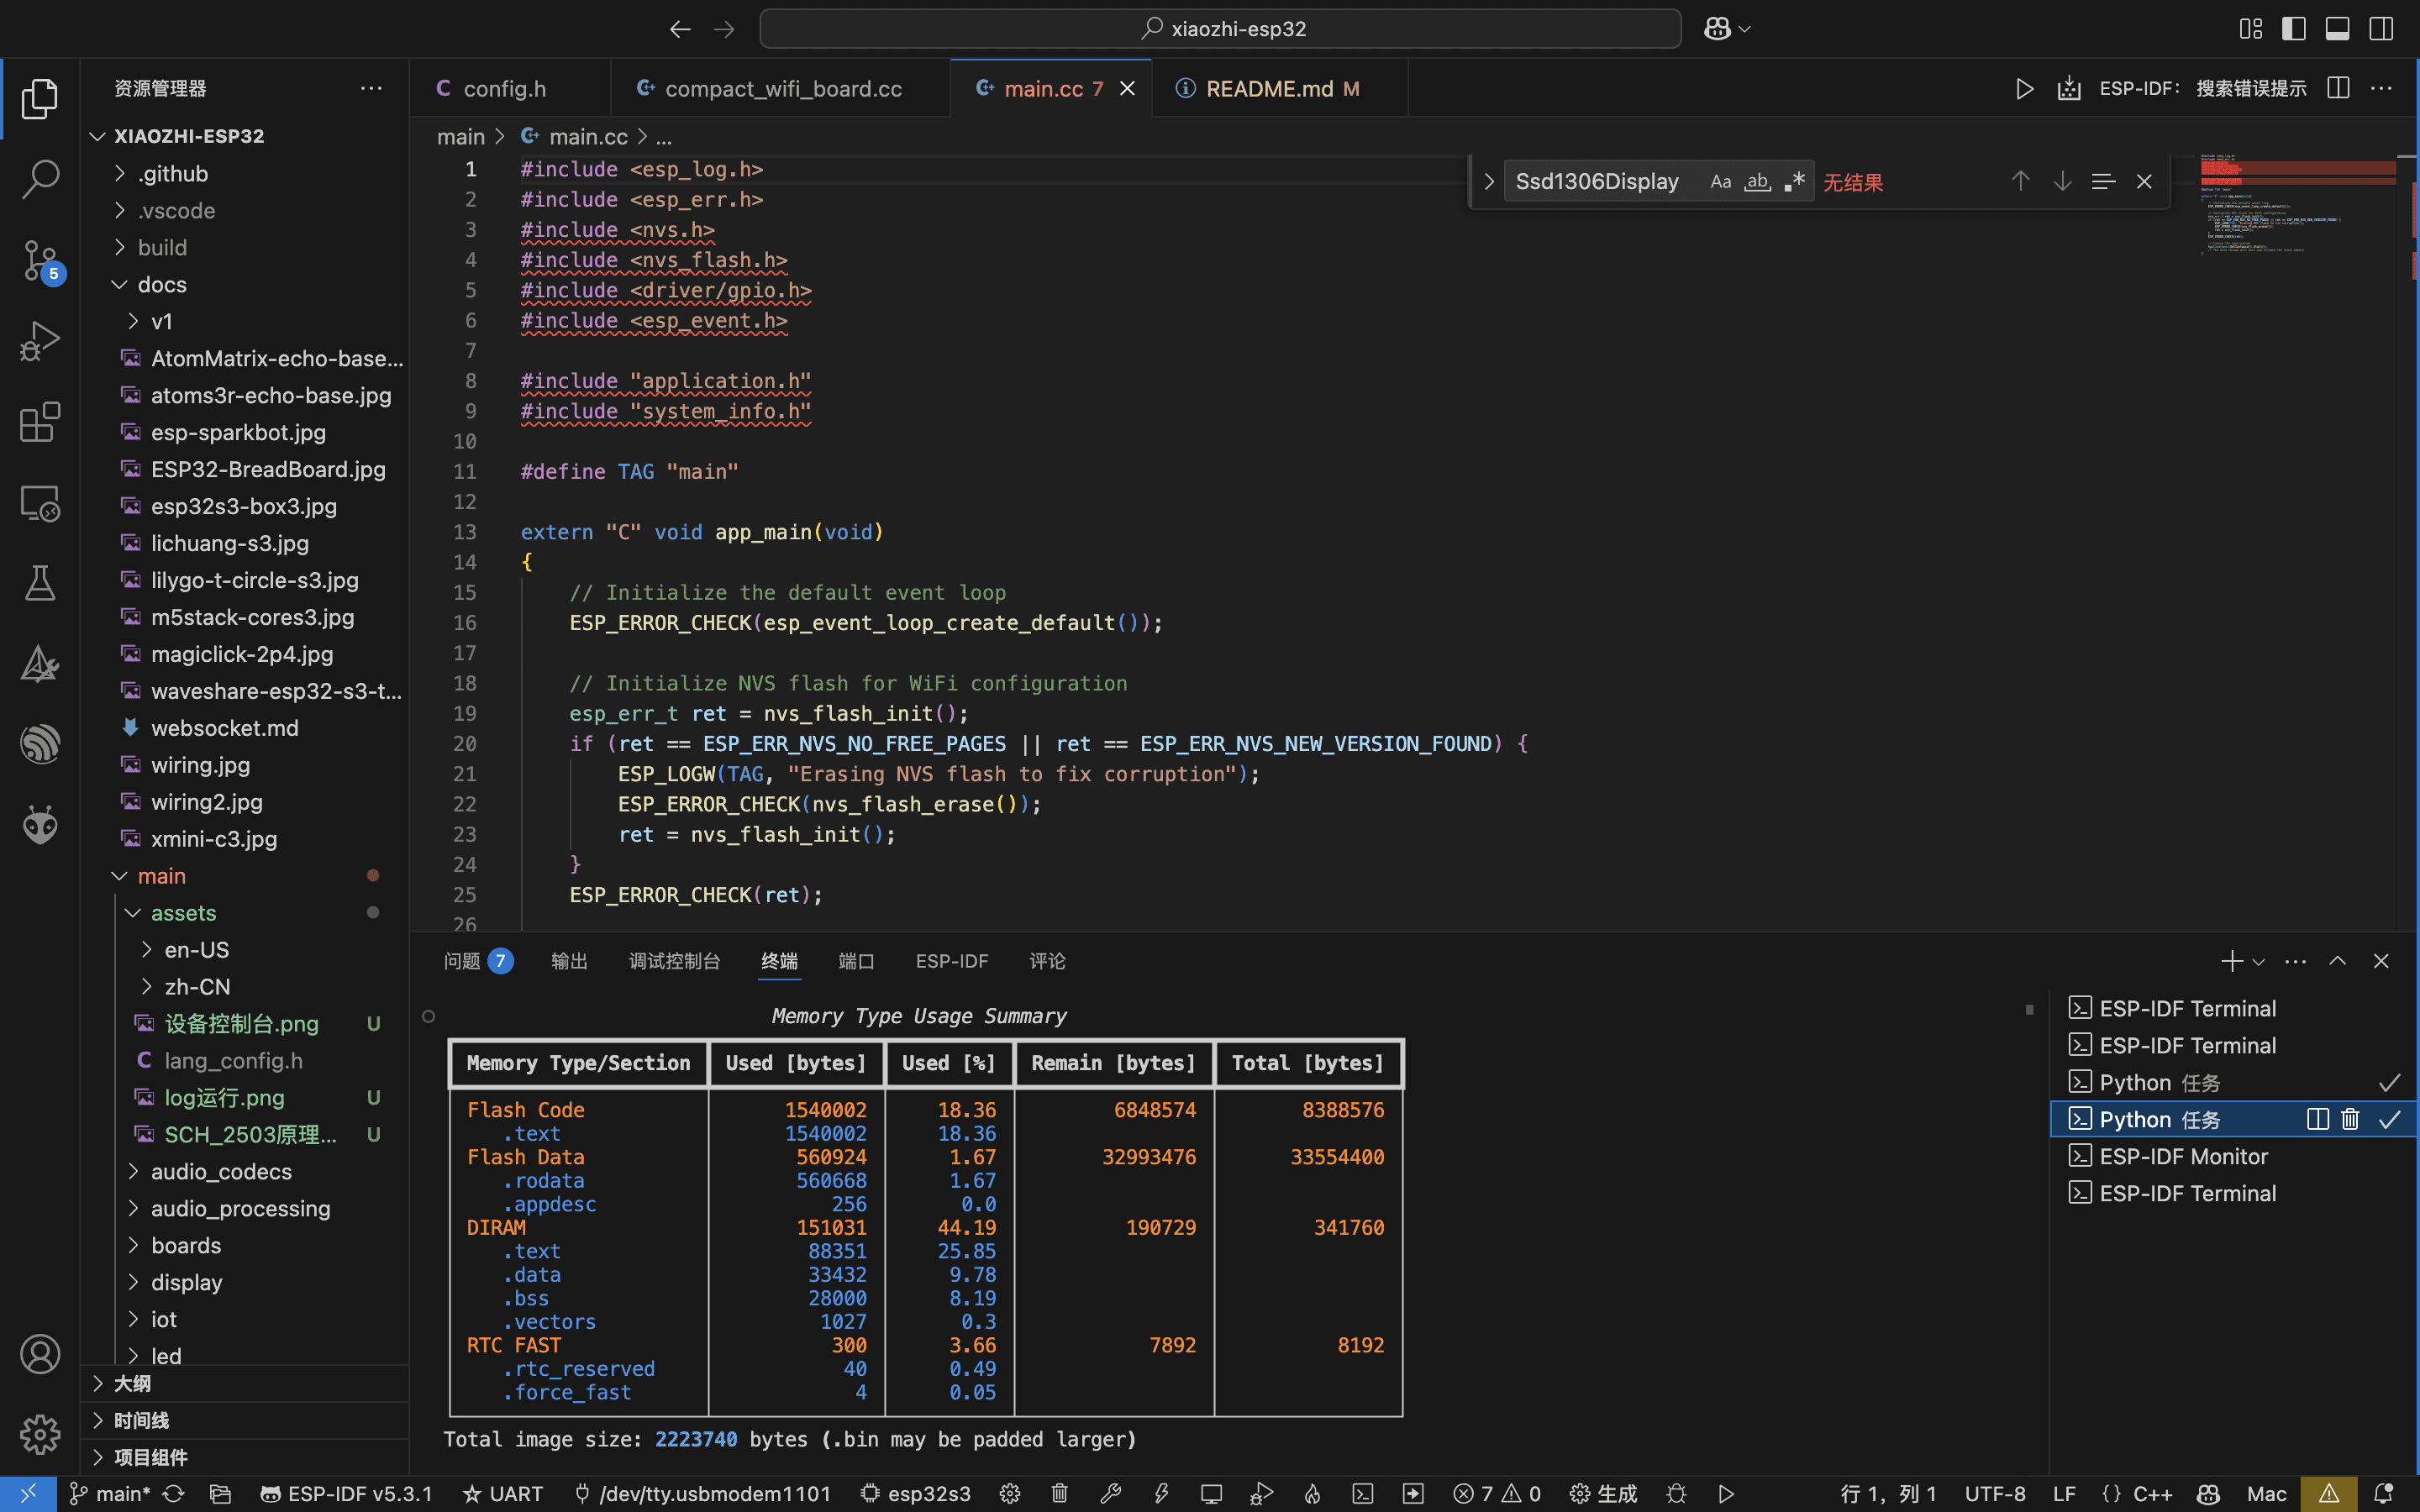 xiaozhi-esp32
资源管理器
config.h
compact_wifi_board.cc
main.cc 7
README.md M
ESP-IDF: 搜索错误提示
XIAOZHI-ESP32
.github
.vscode
build
docs
v1
AtomMatrix-echo-base...
atoms3r-echo-base.jpg
esp-sparkbot.jpg
ESP32-BreadBoard.jpg
esp32s3-box3.jpg
lichuang-s3.jpg
lilygo-t-circle-s3.jpg
m5stack-cores3.jpg
magiclick-2p4.jpg
waveshare-esp32-s3-t...
websocket.md
wiring.jpg
wiring2.jpg
xmini-c3.jpg
main
assets
en-US
zh-CN
设备控制台.png U
lang_config.h
log运行.png U
SCH_2503原理... U
audio_codecs
audio_processing
boards
display
iot
led
大纲
时间线
项目组件
5
main > main.cc > ...
Ssd1306Display Aa ab .* 无结果
1 #include <esp_log.h>
2 #include <esp_err.h>
3 #include <nvs.h>
4 #include <nvs_flash.h>
5 #include <driver/gpio.h>
6 #include <esp_event.h>
7
8 #include "application.h"
9 #include "system_info.h"
10
11 #define TAG "main"
12
13 extern "C" void app_main(void)
14 {
15 // Initialize the default event loop
16 ESP_ERROR_CHECK(esp_event_loop_create_default());
17
18 // Initialize NVS flash for WiFi configuration
19 esp_err_t ret = nvs_flash_init();
20 if (ret == ESP_ERR_NVS_NO_FREE_PAGES || ret == ESP_ERR_NVS_NEW_VERSION_FOUND) {
21 ESP_LOGW(TAG, "Erasing NVS flash to fix corruption");
22 ESP_ERROR_CHECK(nvs_flash_erase());
23 ret = nvs_flash_init();
24 }
25 ESP_ERROR_CHECK(ret);
26
问题 7 输出 调试控制台 终端 端口 ESP-IDF 评论
Memory Type Usage Summary
Memory Type/Section Used [bytes] Used [%] Remain [bytes] Total [bytes]
Flash Code 1540002 18.36 6848574 8388576
.text 1540002 18.36
Flash Data 560924 1.67 32993476 33554400
.rodata 560668 1.67
.appdesc 256 0.0
DIRAM 151031 44.19 190729 341760
.text 88351 25.85
.data 33432 9.78
.bss 28000 8.19
.vectors 1027 0.3
RTC FAST 300 3.66 7892 8192
.rtc_reserved 40 0.49
.force_fast 4 0.05
Total image size: 2223740 bytes (.bin may be padded larger)
ESP-IDF Terminal
ESP-IDF Terminal
Python 任务
Python 任务
ESP-IDF Monitor
ESP-IDF Terminal
main* ESP-IDF v5.3.1 UART /dev/tty.usbmodem1101 esp32s3 7 0 生成 行 1, 列 1 UTF-8 LF {} C++ Mac